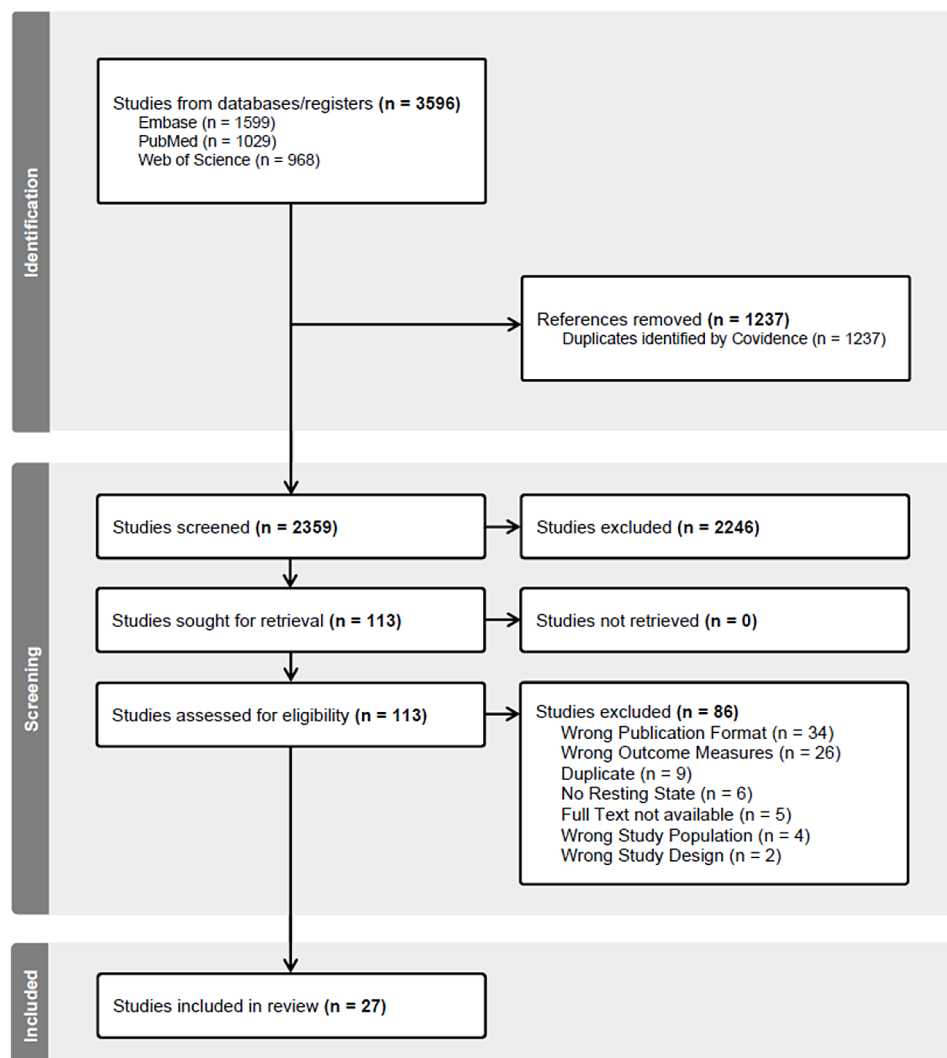 Identification
Studies from databases/registers (n = 3596)
Embase (n = 1599)
PubMed (n = 1029)
Web of Science (n = 968)
References removed (n = 1237)
Duplicates identified by Covidence (n = 1237)
Screening
Studies screened (n = 2359)
Studies excluded (n = 2246)
Studies sought for retrieval (n = 113)
Studies not retrieved (n = 0)
Studies assessed for eligibility (n = 113)
Studies excluded (n = 86)
Wrong Publication Format (n = 34)
Wrong Outcome Measures (n = 26)
Duplicate (n = 9)
No Resting State (n = 6)
Full Text not available (n = 5)
Wrong Study Population (n = 4)
Wrong Study Design (n = 2)
Included
Studies included in review (n = 27)